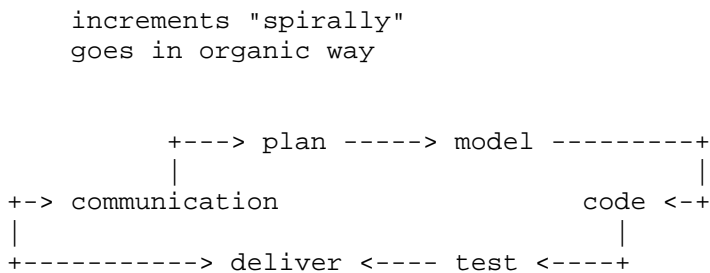 increments "spirally"
goes in organic way
+---> plan -----> model ---------+
| |
+-> communication code <-+
| |
+-----------> deliver <---- test <----+